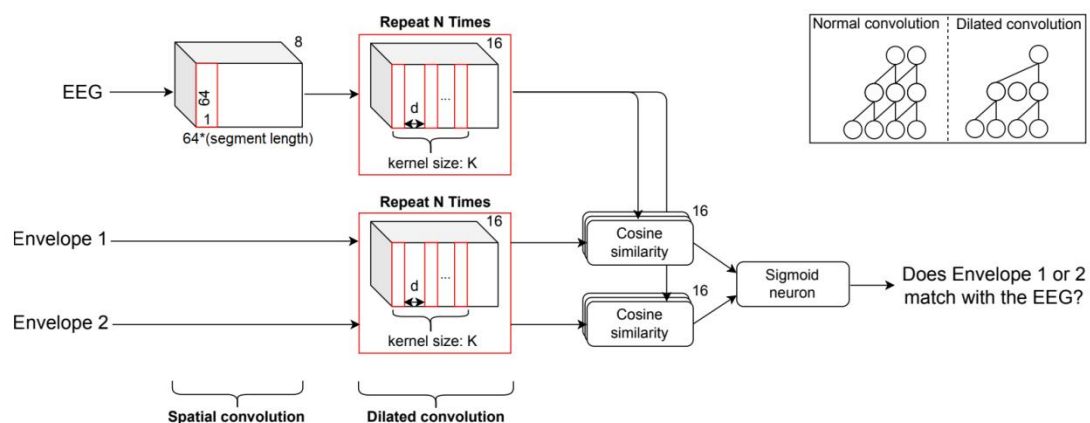 Repeat N Times
Normal convolution
Dilated convolution
8
16
EEG
64
1
d
...
64*(segment length)
kernel size: K
Repeat N Times
16
16
Envelope 1
Cosine
similarity
d
...
Sigmoid
neuron
Does Envelope 1 or 2
match with the EEG?
16
Envelope 2
Cosine
similarity
kernel size: K
Spatial convolution
Dilated convolution